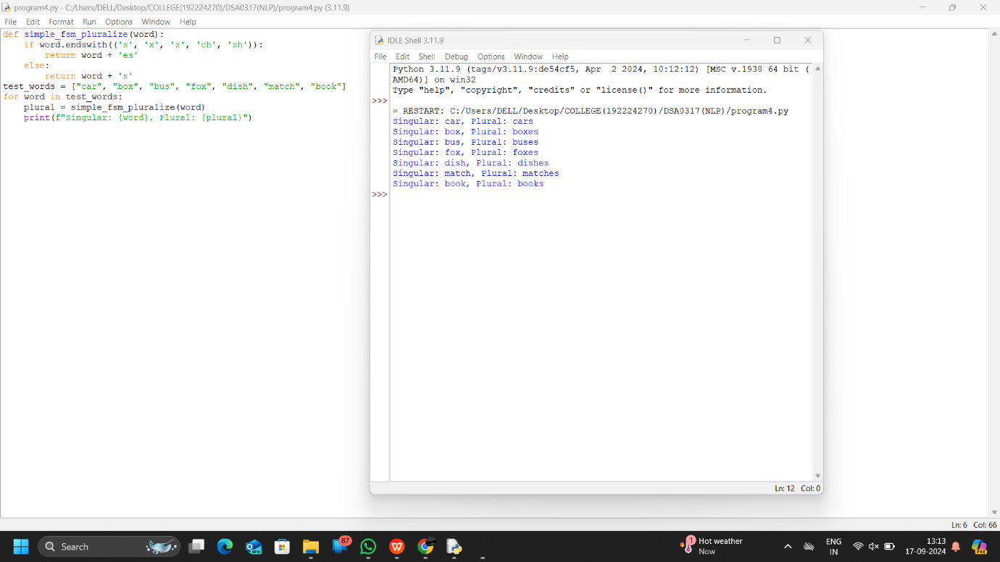 program4.py - C:/Users/DELL/Desktop/COLLEGE(192224270)/DSA0317(NLP)/program4.py (3.11.9)
File Edit Format Run Options Window Help
def simple_fsm_pluralize(word):
    if word.endswith(('s', 'x', 'z', 'ch', 'sh')):
        return word + 'es'
    else:
        return word + 's'
test_words = ["car", "box", "bus", "fox", "dish", "match", "book"]
for word in test_words:
    plural = simple_fsm_pluralize(word)
    print(f"Singular: {word}, Plural: {plural}")
IDLE Shell 3.11.9
File Edit Shell Debug Options Window Help
Python 3.11.9 (tags/v3.11.9:de54cf5, Apr  2 2024, 10:12:12) [MSC v.1938 64 bit (
AMD64)] on win32
Type "help", "copyright", "credits" or "license()" for more information.
>>>
= RESTART: C:/Users/DELL/Desktop/COLLEGE(192224270)/DSA0317(NLP)/program4.py
Singular: car, Plural: cars
Singular: box, Plural: boxes
Singular: bus, Plural: buses
Singular: fox, Plural: foxes
Singular: dish, Plural: dishes
Singular: match, Plural: matches
Singular: book, Plural: books
>>>
Ln: 12 Col: 0
Ln: 6 Col: 66
Search
NEW
87
W
1
Hot weather
Now
ENG
IN
13:13
17-09-2024
PRE